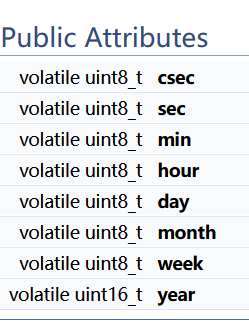 Public Attributes
volatile uint8_t csec
volatile uint8_t sec
volatile uint8_t min
volatile uint8_t hour
volatile uint8_t day
volatile uint8_t month
volatile uint8_t week
volatile uint16_t year